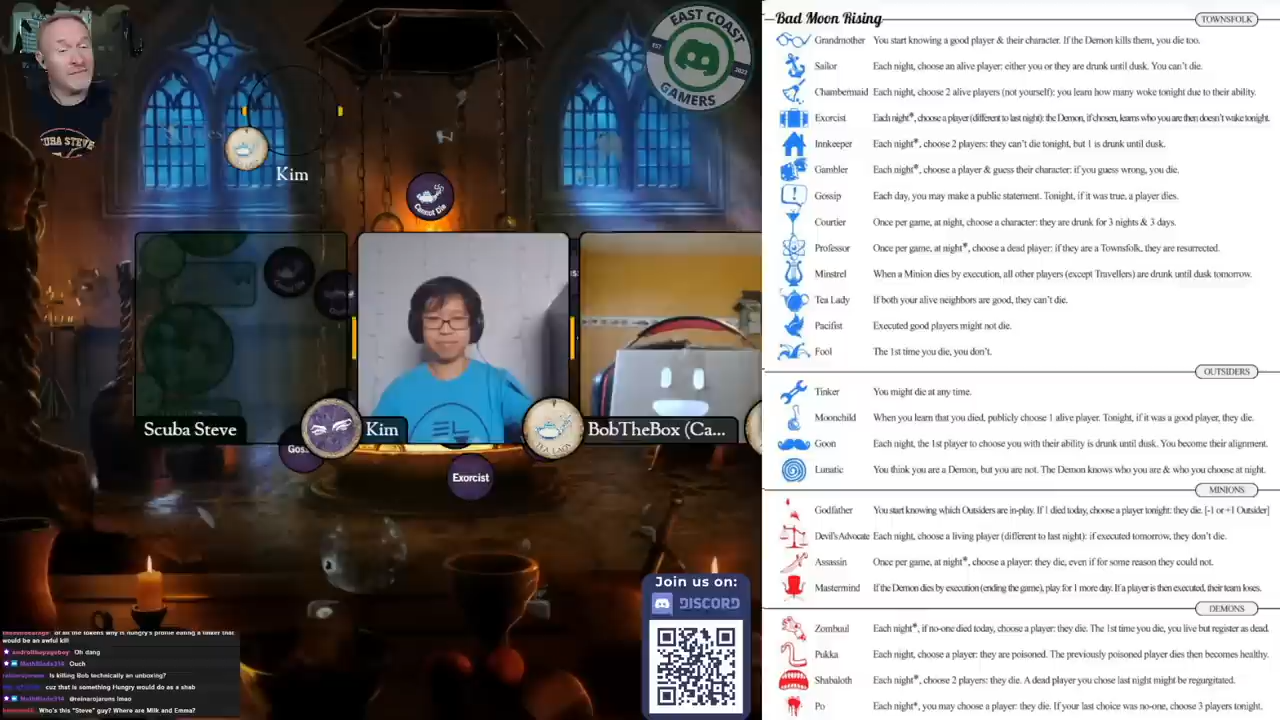 EAST COAST
GAMERS
Kim
Cannot Die
Scuba Steve
Kim
BobTheBox (Ca...
TEA LADY
Exorcist
Join us on:
DISCORD
would be an awful kill
Oh dang
Ouch
Is killing Bob technically an unboxing?
cuz that is something Hungry would do as a shab
lmao
Who's this "Steve" guy? Where are Milk and Emma?
Bad Moon Rising
TOWNSFOLK
Grandmother You start knowing a good player & their character. If the Demon kills them, you die too.
Sailor Each night, choose an alive player: either you or they are drunk until dusk. You can't die.
Chambermaid Each night, choose 2 alive players (not yourself): you learn how many woke tonight due to their ability.
Exorcist Each night*, choose a player (different to last night): the Demon, if chosen, learns who you are then doesn't wake tonight.
Innkeeper Each night*, choose 2 players: they can't die tonight, but 1 is drunk until dusk.
Gambler Each night*, choose a player & guess their character: if you guess wrong, you die.
Gossip Each day, you may make a public statement. Tonight, if it was true, a player dies.
Courtier Once per game, at night, choose a character: they are drunk for 3 nights & 3 days.
Professor Once per game, at night*, choose a dead player: if they are a Townsfolk, they are resurrected.
Minstrel When a Minion dies by execution, all other players (except Travellers) are drunk until dusk tomorrow.
Tea Lady If both your alive neighbors are good, they can't die.
Pacifist Executed good players might not die.
Fool The 1st time you die, you don't.
OUTSIDERS
Tinker You might die at any time.
Moonchild When you learn that you died, publicly choose 1 alive player. Tonight, if it was a good player, they die.
Goon Each night, the 1st player to choose you with their ability is drunk until dusk. You become their alignment.
Lunatic You think you are a Demon, but you are not. The Demon knows who you are & who you choose at night.
MINIONS
Godfather You start knowing which Outsiders are in-play. If 1 died today, choose a player tonight: they die. [-1 or +1 Outsider]
Devil's Advocate Each night, choose a living player (different to last night): if executed tomorrow, they don't die.
Assassin Once per game, at night*, choose a player: they die, even if for some reason they could not.
Mastermind If the Demon dies by execution (ending the game), play for 1 more day. If a player is then executed, their team loses.
DEMONS
Zombuul Each night*, if no-one died today, choose a player: they die. The 1st time you die, you live but register as dead.
Pukka Each night, choose a player: they are poisoned. The previously poisoned player dies then becomes healthy.
Shabaloth Each night*, choose 2 players: they die. A dead player you chose last night might be regurgitated.
Po Each night*, you may choose a player: they die. If your last choice was no-one, choose 3 players tonight.